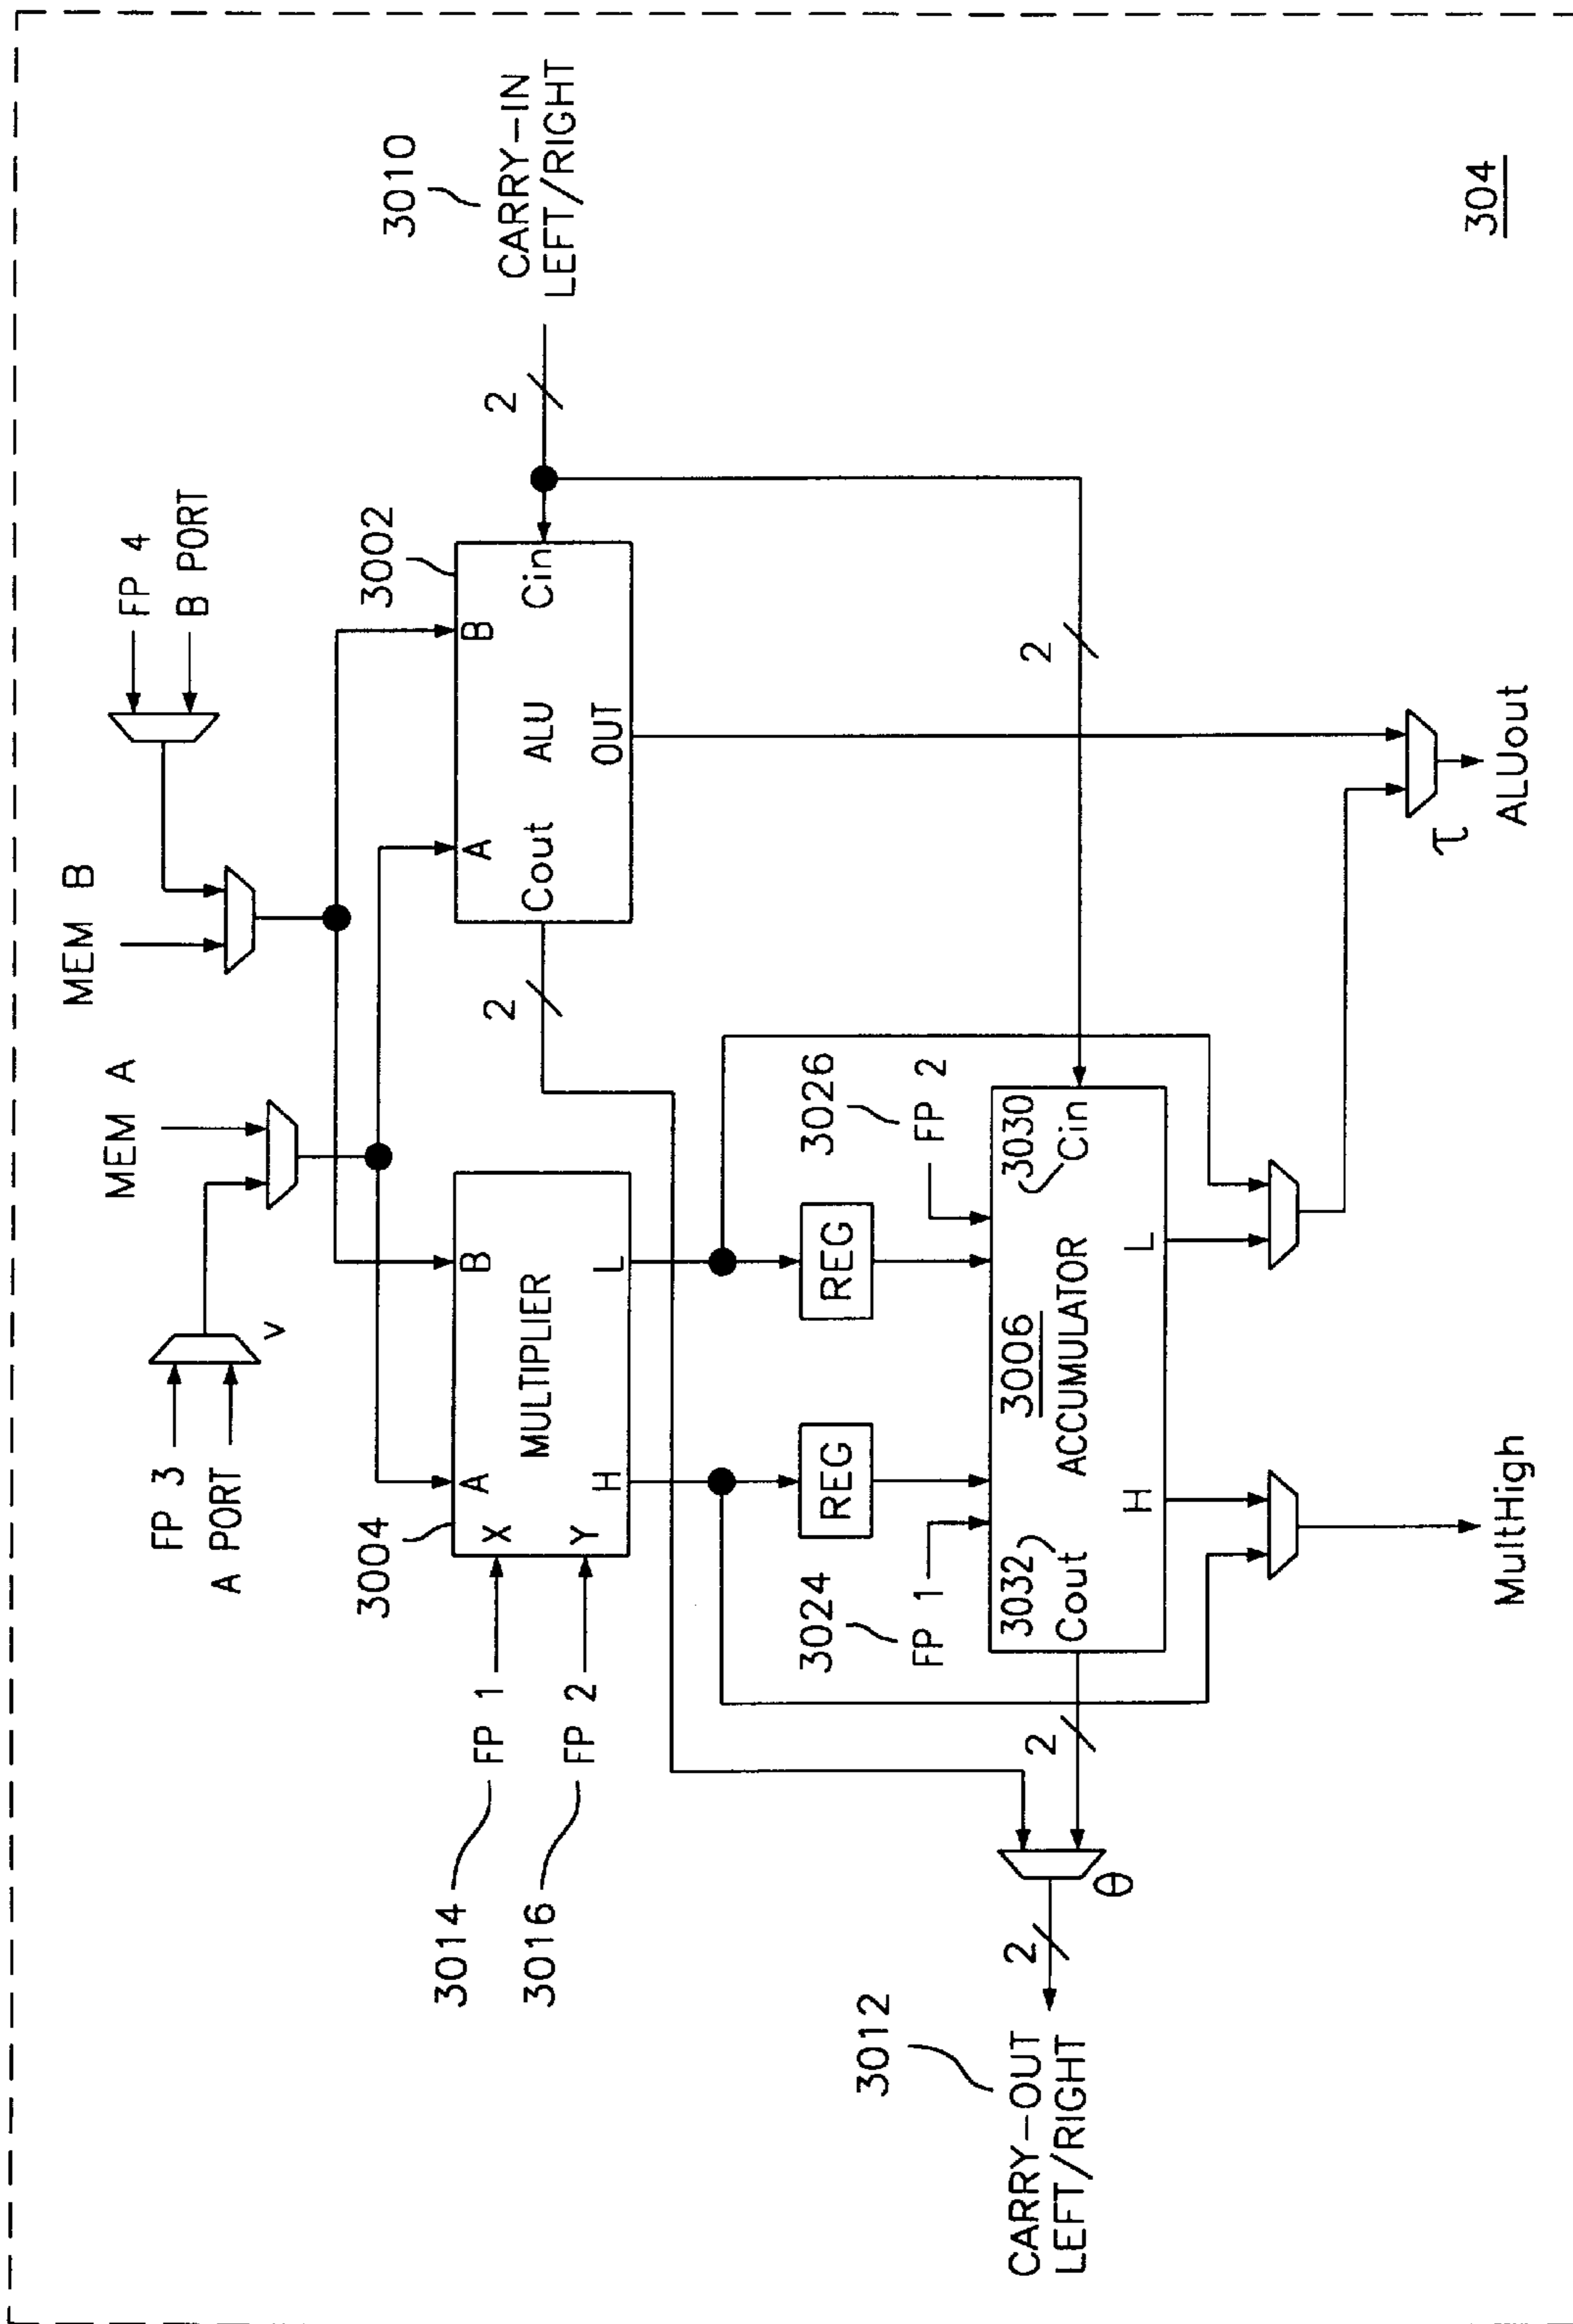 MEM B
FP 4
B PORT
MEM A
FP 3
A PORT
v
3010
CARRY-IN
LEFT/RIGHT
2
3002
A
B
Cout
ALU
Cin
OUT
2
3004
A
B
X
Y
MULTIPLIER
H
L
3014
FP 1
3016
FP 2
REG
REG
3024
FP 1
3026
FP 2
2
3032
Cout
3006
ACCUMULATOR
3030
Cin
H
L
2
θ
2
3012
CARRY-OUT
LEFT/RIGHT
MultHigh
τ
ALUout
304